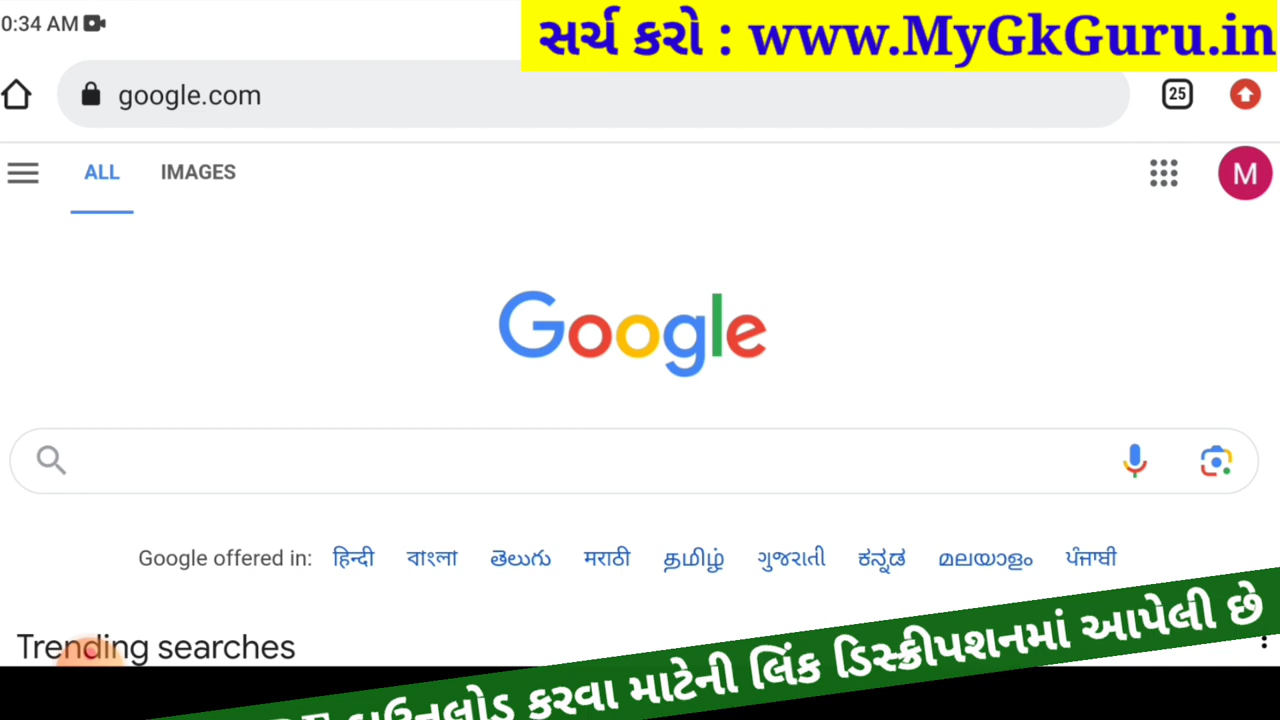 0:34 AM
સર્ચ કરો : www.MyGkGuru.in
google.com
25
ALL IMAGES
M
Google
Google offered in: हिन्दी বাংলা తెలుగు मराठी தமிழ் ગુજરાતી ಕನ್ನಡ മലയാളം ਪੰਜਾਬੀ
Trending searches
કરવા માટેની લિંક ડિસ્ક્રીપશનમાં આપેલી છે